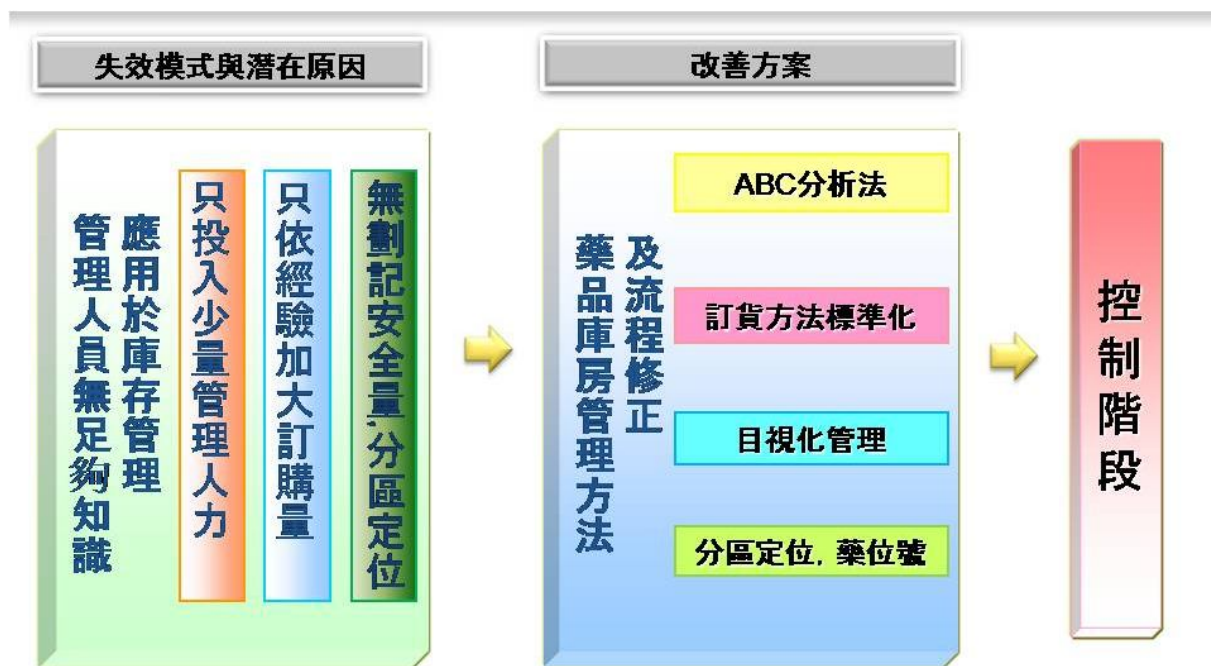 失效模式與潛在原因
管理人員無足夠知識
應用於庫存管理
只投入少量管理人力
只依經驗加大訂購量
無劃記安全量,分區定位
改善方案
藥品庫房管理方法
及流程修正
ABC分析法
訂貨方法標準化
目視化管理
分區定位, 藥位號
控制階段